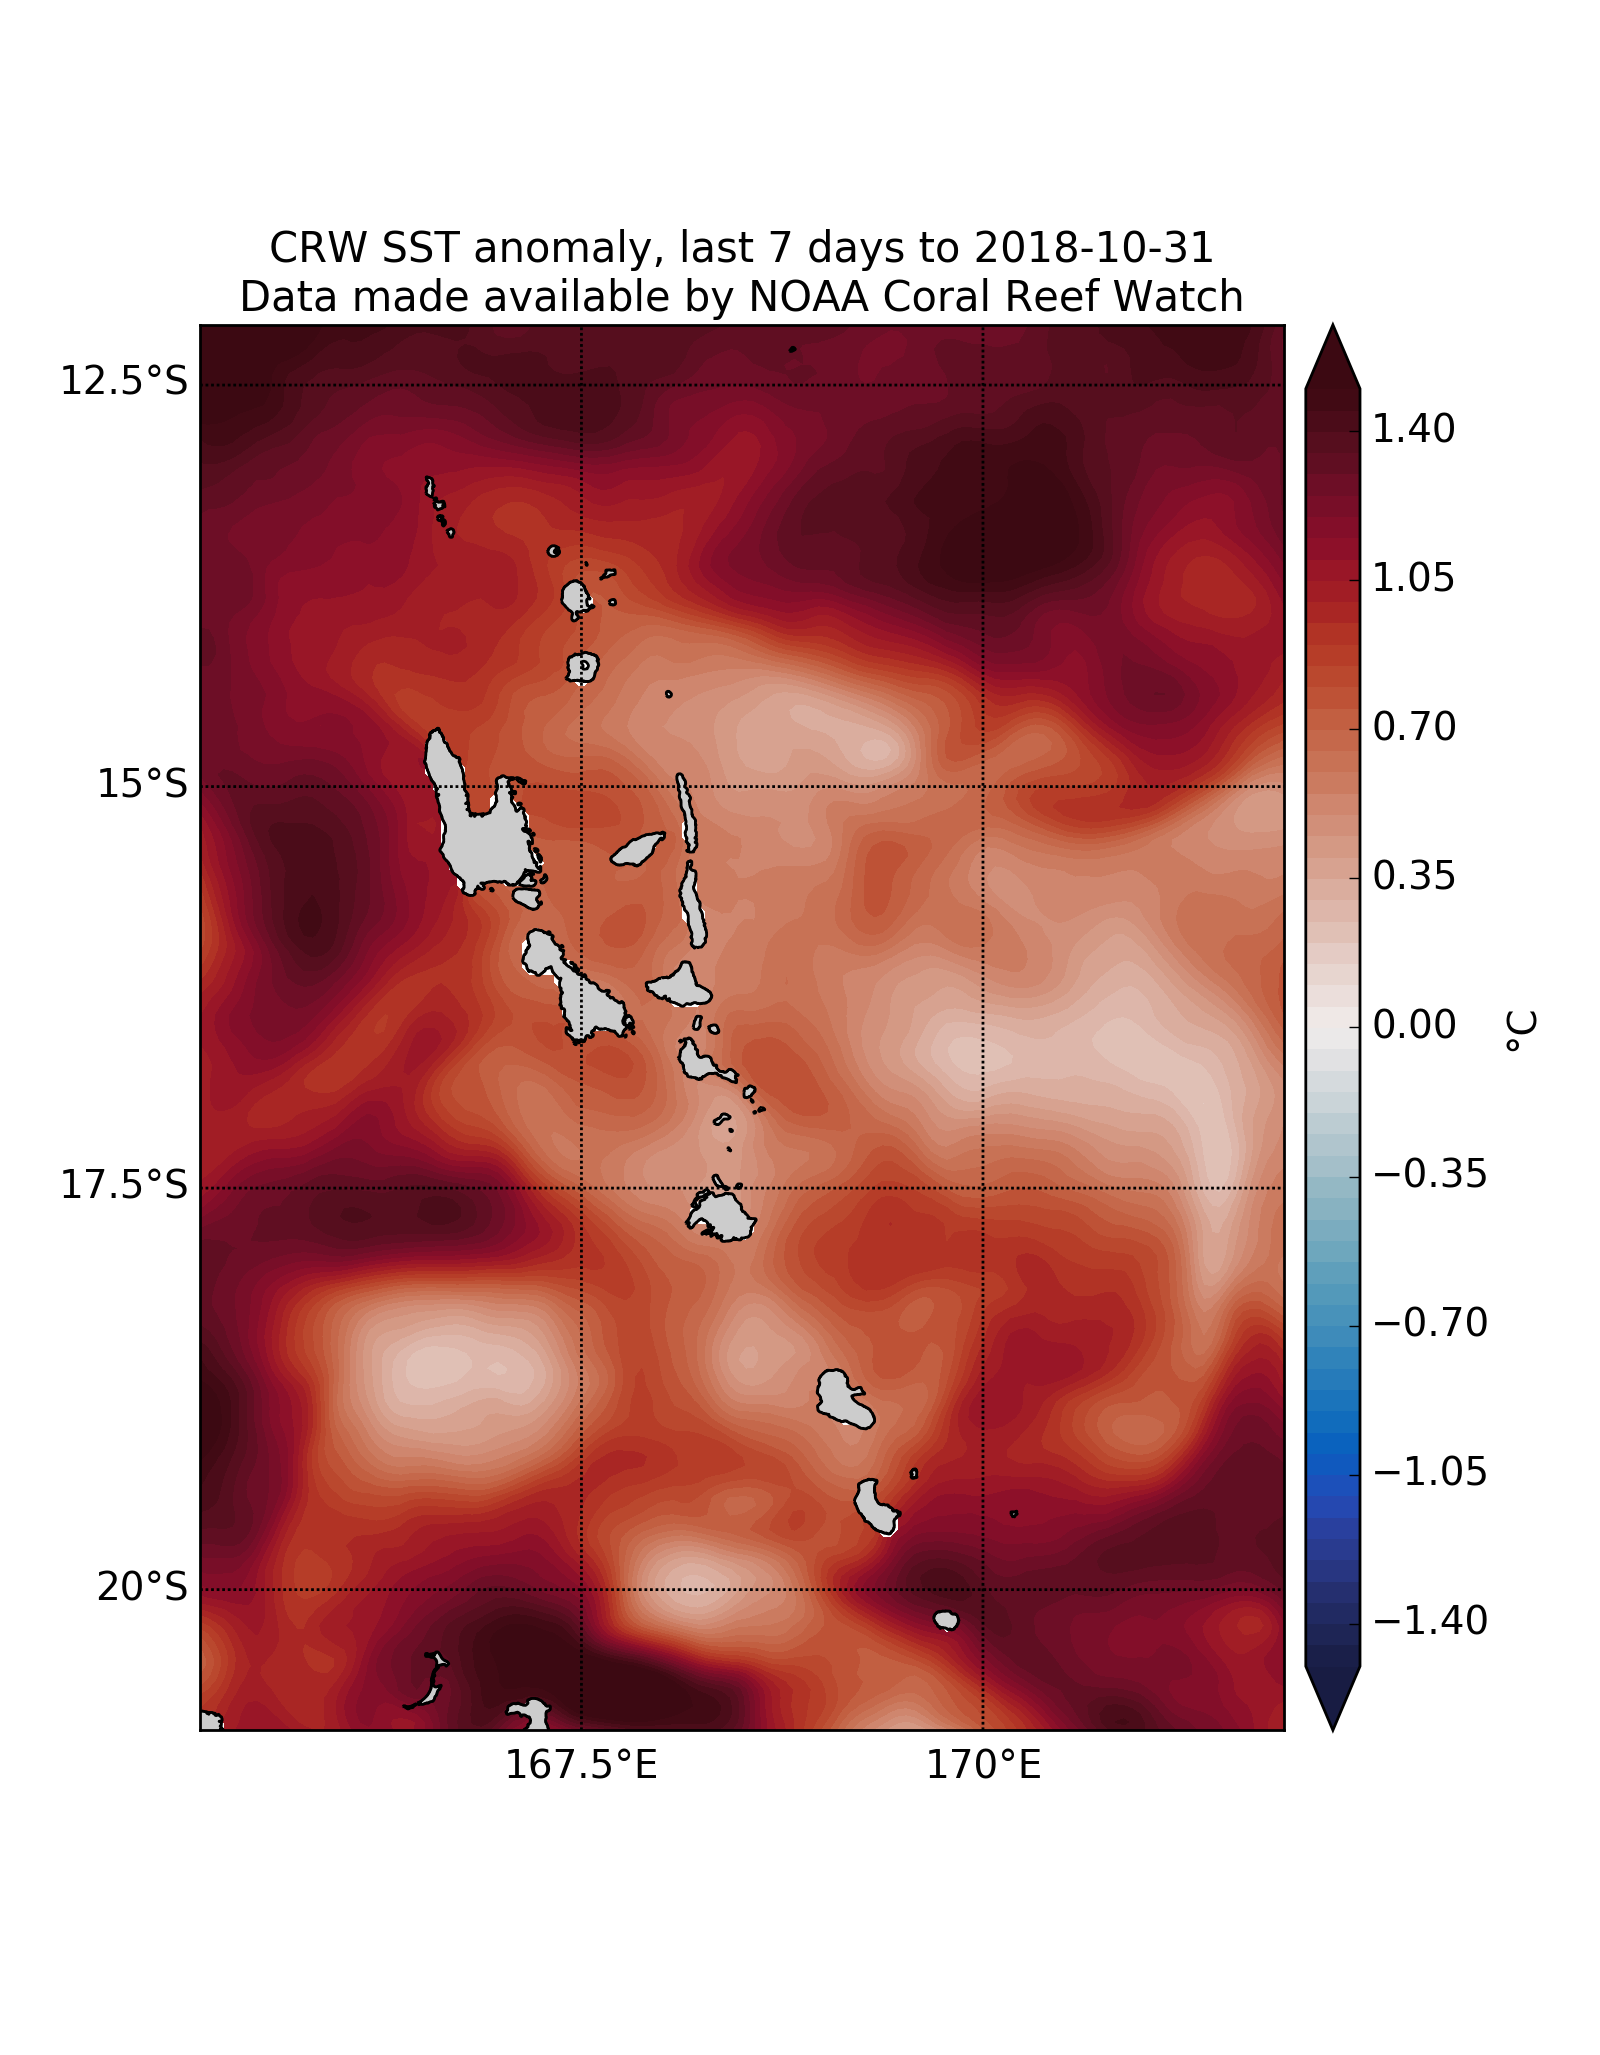 CRW SST anomaly, last 7 days to 2018-10-31
Data made available by NOAA Coral Reef Watch
12.5°S
15°S
17.5°S
20°S
167.5°E
170°E
1.40
1.05
0.70
0.35
0.00
−0.35
−0.70
−1.05
−1.40
°C